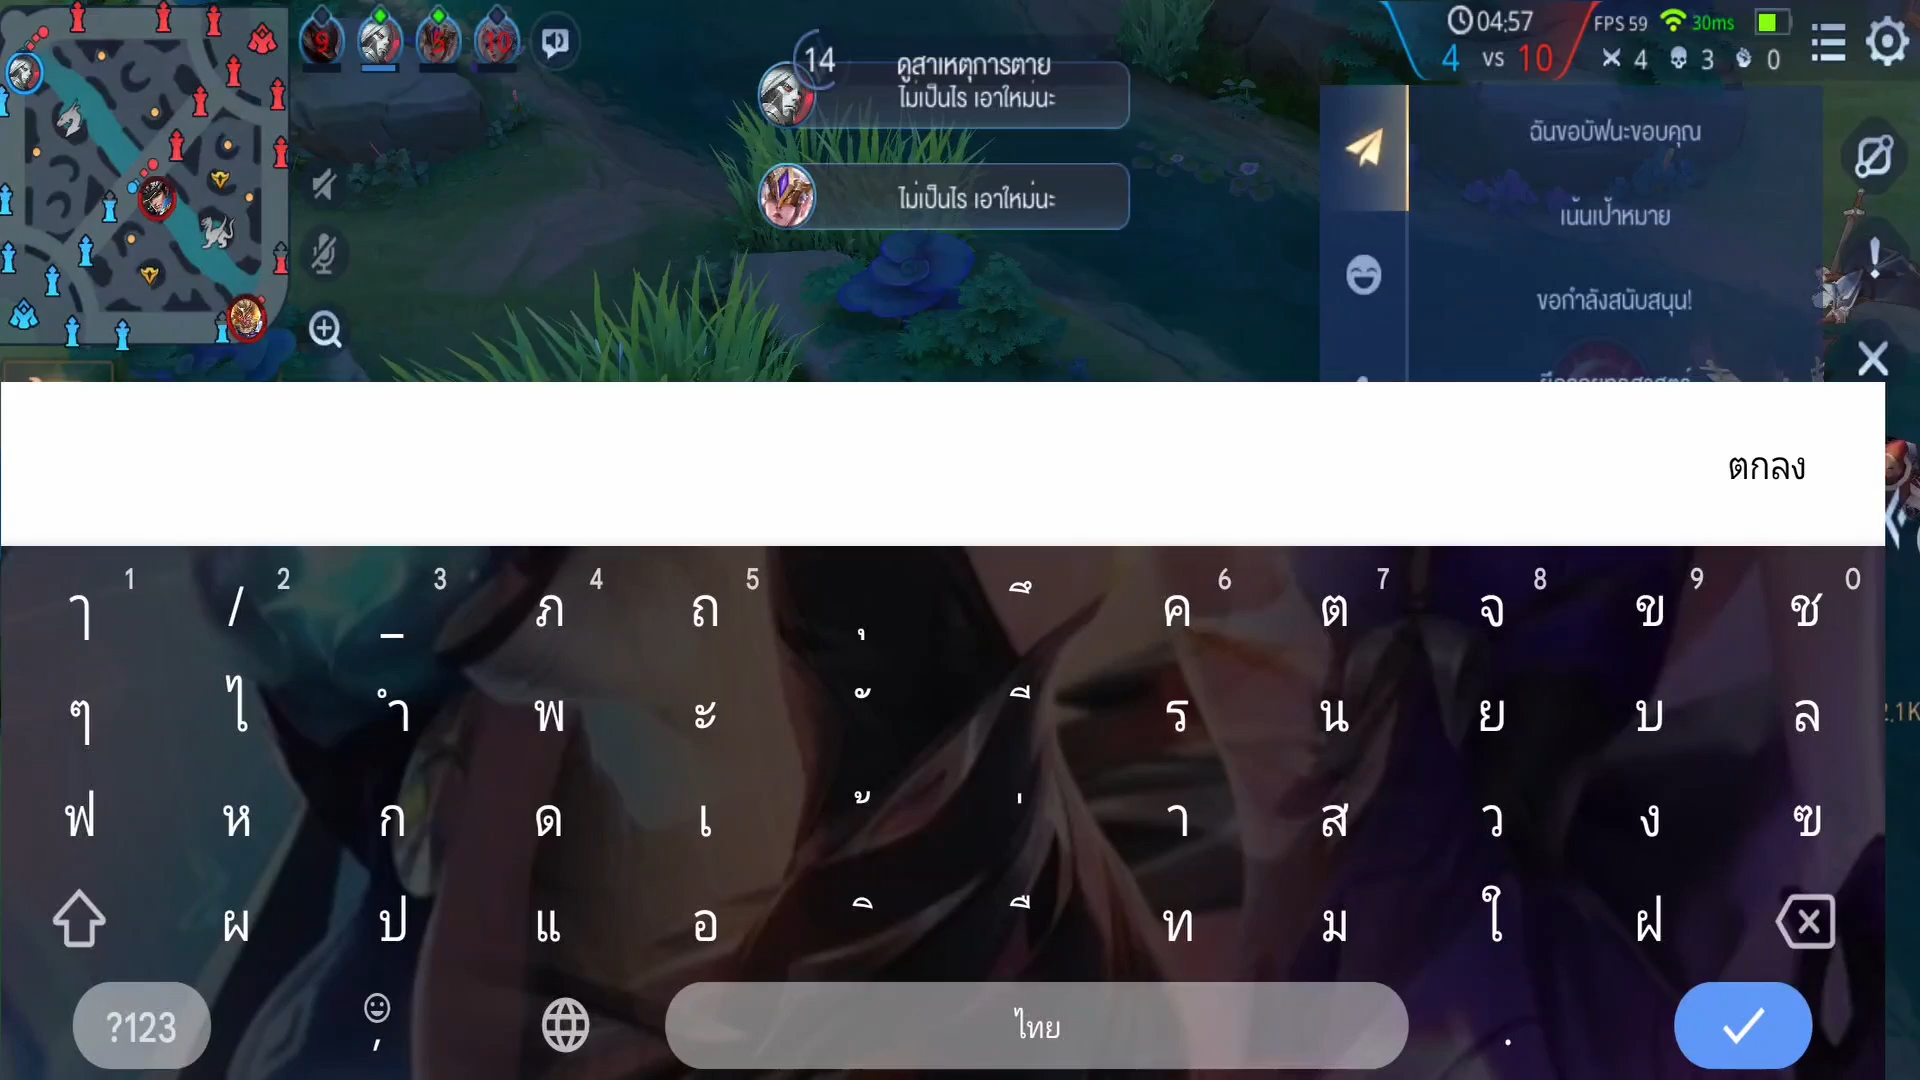 9
5
10
14
ดูสาเหตุการตาย
ไม่เป็นไร เอาใหม่นะ
ไม่เป็นไร เอาใหม่นะ
04:57
FPS 59
30ms
4 vs 10
4 3 0
ฉันขอบัฟนะขอบคุณ
เน้นเป้าหมาย
ขอกำลังสนับสนุน!
ตกลง
ๅ 1 / 2 _ 3 ภ 4 ถ 5 ุ ึ ค 6 ต 7 จ 8 ข 9 ช 0
ๆ ไ ำ พ ะ ั ี ร น ย บ ล
ฟ ห ก ด เ ้ ่ า ส ว ง ฃ
ผ ป แ อ ิ ื ท ม ใ ฝ
?123 , ไทย .